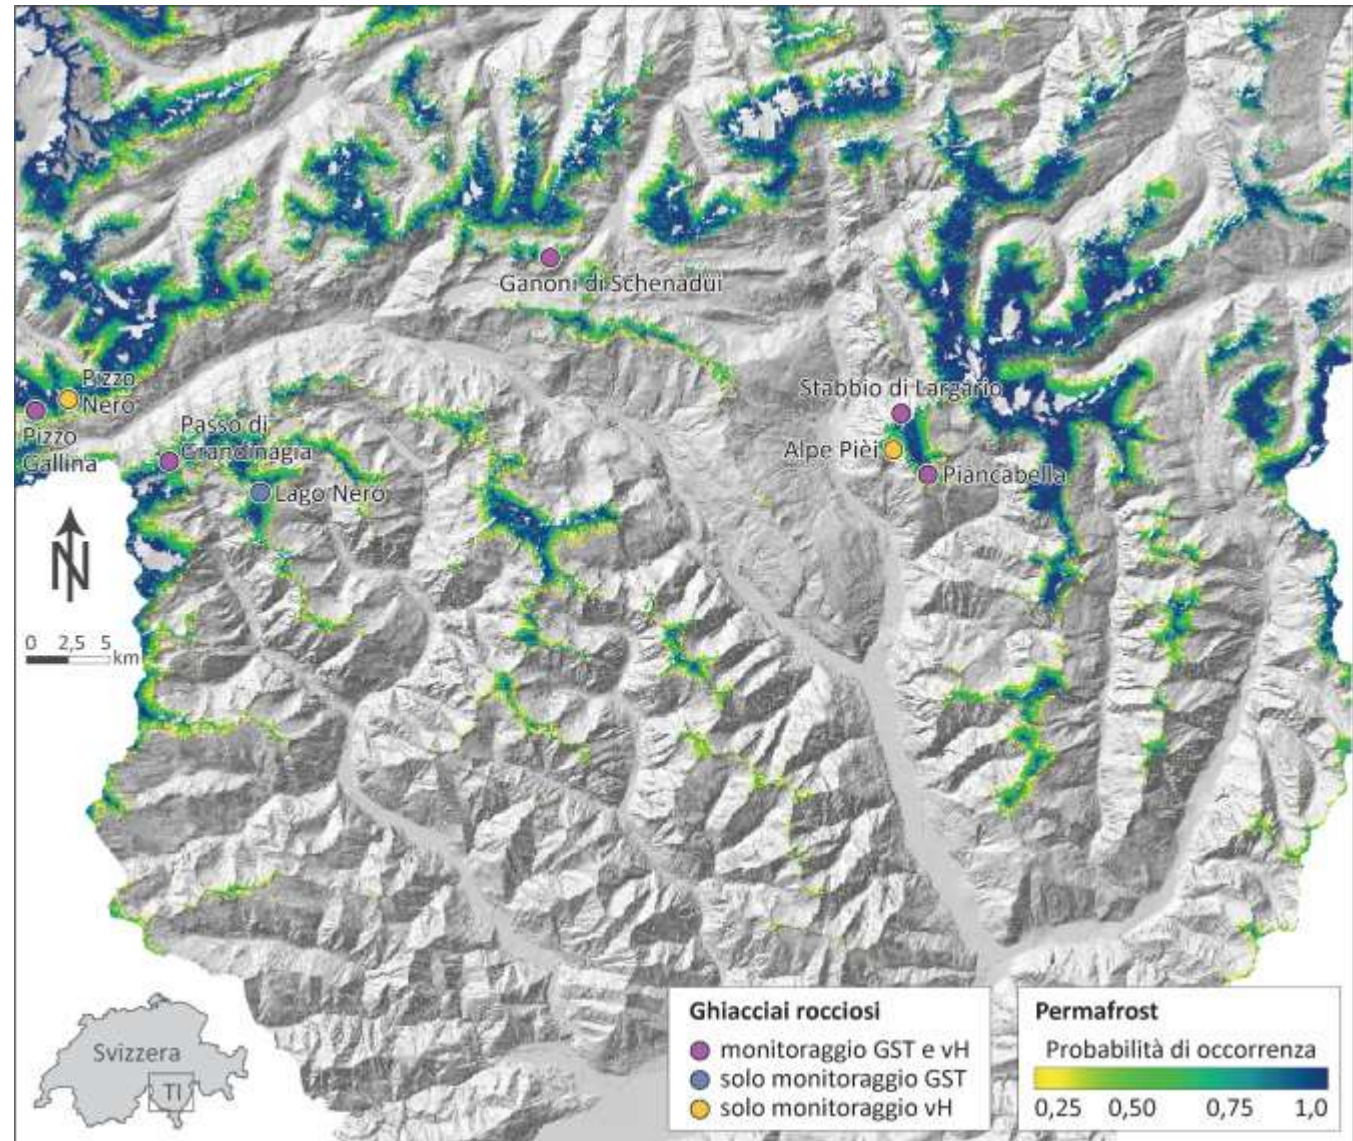 Ganoni di Schenadüi
Pizzo
Nero
Pizzo
Gallina
Passo di
Grandinagia
Lago Nero
Stabbio di Largario
Alpe Pièi
Piancabella
N
0 2,5 5
km
Svizzera
TI
Ghiacciai rocciosi
monitoraggio GST e vH
solo monitoraggio GST
solo monitoraggio vH
Permafrost
Probabilità di occorrenza
0,25 0,50 0,75 1,0